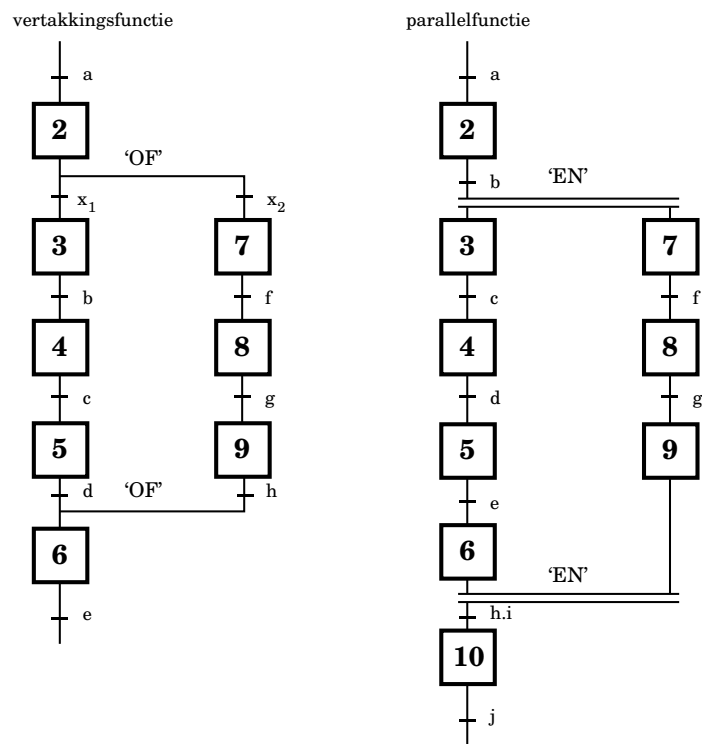 vertakkingsfunctie
a
2
'OF'
x1
x2
3
7
b
f
4
8
c
g
5
9
d
'OF'
h
6
e
parallelfunctie
a
2
b
'EN'
3
7
c
f
4
8
d
g
5
9
e
6
'EN'
h.i
10
j